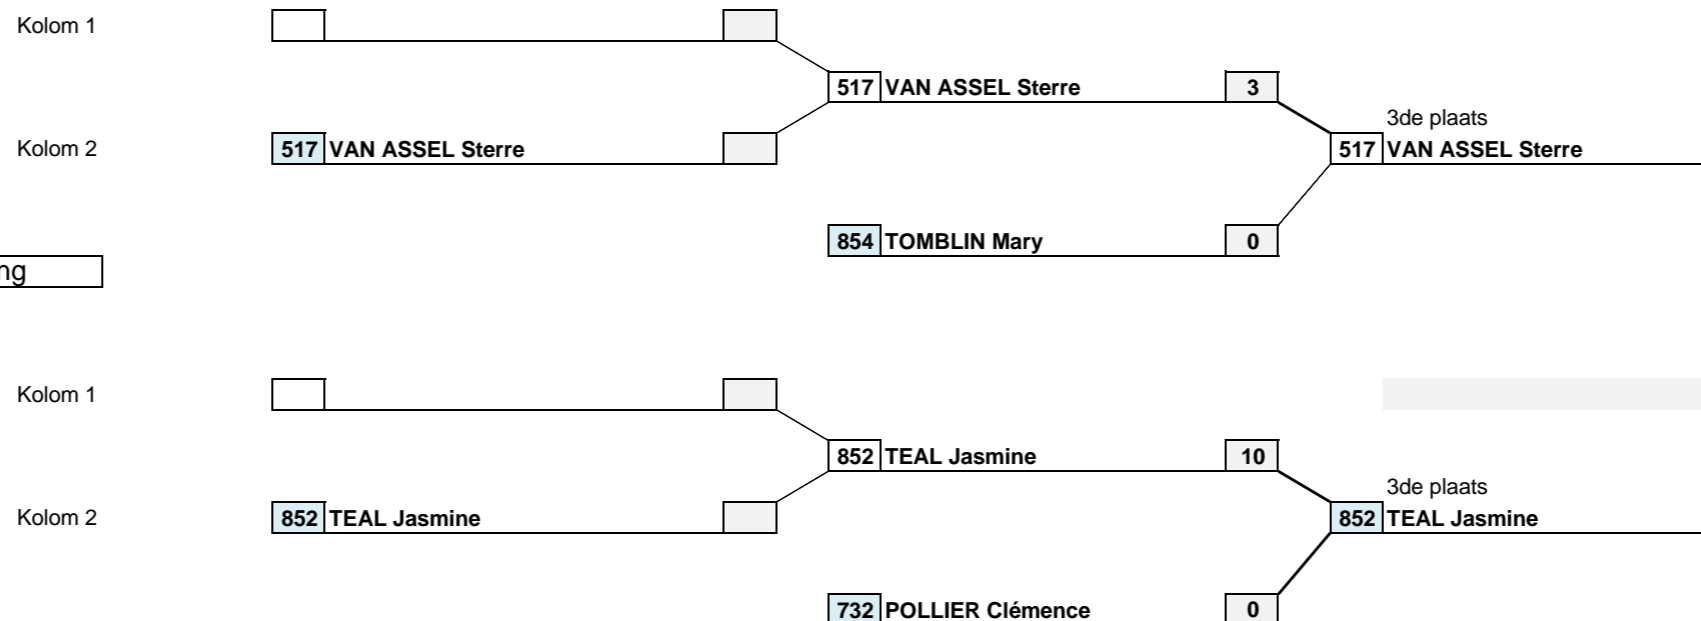 Kolom 1
517 VAN ASSEL Sterre 3
3de plaats
Kolom 2 517 VAN ASSEL Sterre 517 VAN ASSEL Sterre
854 TOMBLIN Mary 0
ng
Kolom 1
852 TEAL Jasmine 10
3de plaats
Kolom 2 852 TEAL Jasmine 852 TEAL Jasmine
732 POLLIER Clémence 0